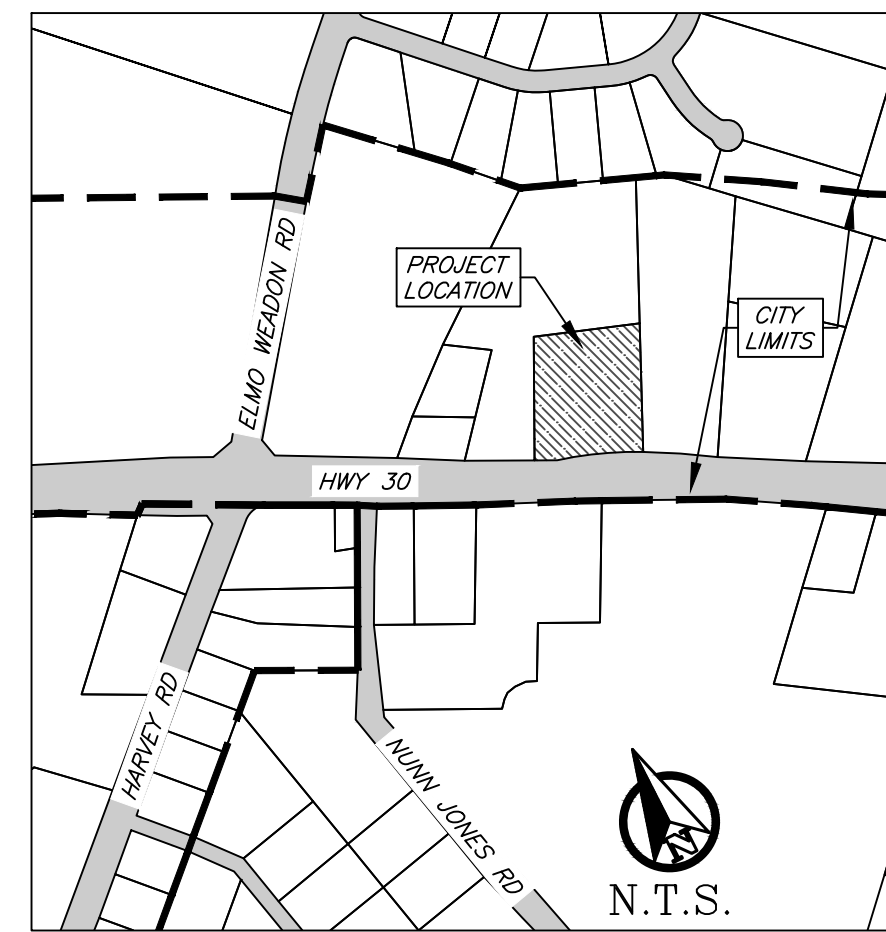 ELMO WEADON RD
PROJECT
LOCATION
CITY
LIMITS
HWY 30
HARVEY RD
NUNN JONES RD
N
N.T.S.